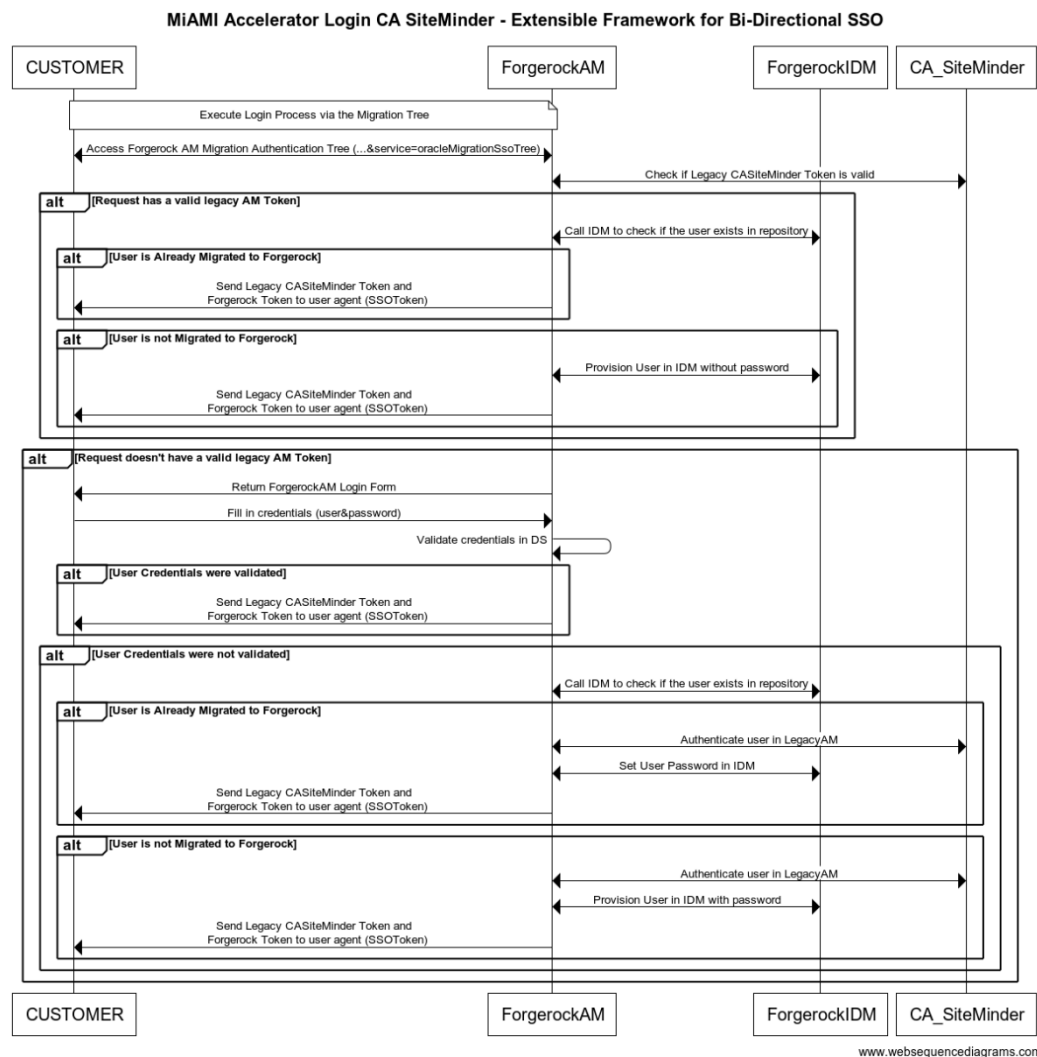 MiAMI Accelerator Login CA SiteMinder - Extensible Framework for Bi-Directional SSO
CUSTOMER
ForgerockAM
ForgerockIDM
CA_SiteMinder
Execute Login Process via the Migration Tree
Access Forgerock AM Migration Authentication Tree (...&service=oracleMigrationSsoTree)
Check if Legacy CASiteMinder Token is valid
alt
[Request has a valid legacy AM Token]
Call IDM to check if the user exists in repository
alt
[User is Already Migrated to Forgerock]
Send Legacy CASiteMinder Token and
Forgerock Token to user agent (SSOToken)
alt
[User is not Migrated to Forgerock]
Provision User in IDM without password
Send Legacy CASiteMinder Token and
Forgerock Token to user agent (SSOToken)
alt
[Request doesn't have a valid legacy AM Token]
Return ForgerockAM Login Form
Fill in credentials (user&password)
Validate credentials in DS
alt
[User Credentials were validated]
Send Legacy CASiteMinder Token and
Forgerock Token to user agent (SSOToken)
alt
[User Credentials were not validated]
Call IDM to check if the user exists in repository
alt
[User is Already Migrated to Forgerock]
Authenticate user in LegacyAM
Set User Password in IDM
Send Legacy CASiteMinder Token and
Forgerock Token to user agent (SSOToken)
alt
[User is not Migrated to Forgerock]
Authenticate user in LegacyAM
Provision User in IDM with password
Send Legacy CASiteMinder Token and
Forgerock Token to user agent (SSOToken)
CUSTOMER
ForgerockAM
ForgerockIDM
CA_SiteMinder
www.websequencediagrams.com